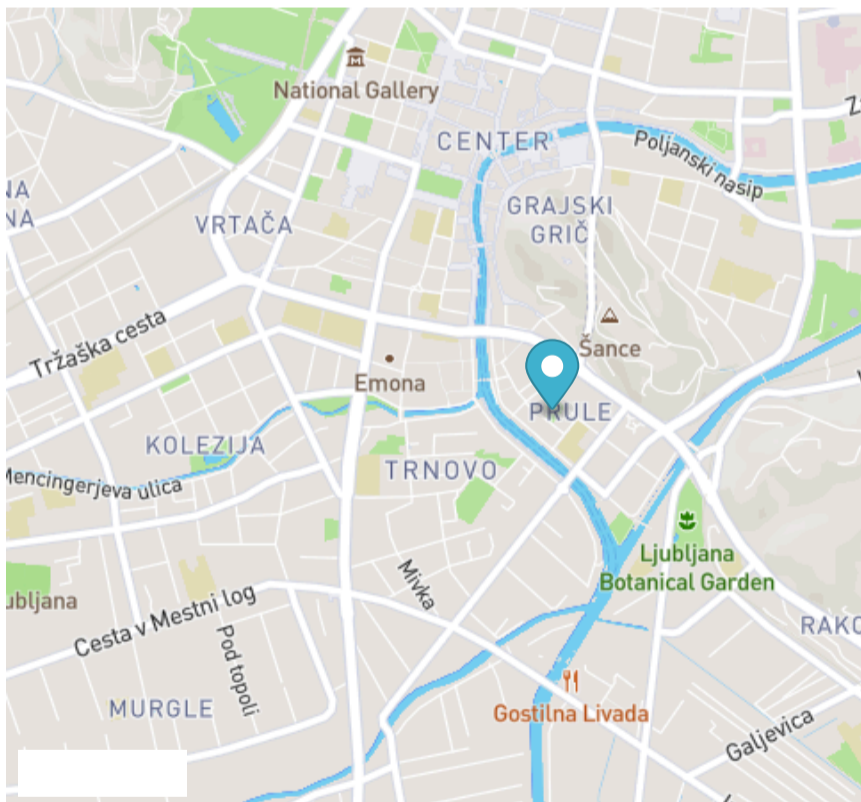 National Gallery
CENTER
Poljanski nasip
NA
NA
VRTAČA
GRAJSKI
GRIČ
Tržaška cesta
Šance
Emona
PRULE
KOLEZIJA
TRNOVO
Mencingerjeva ulica
Ljubljana
Botanical Garden
Mivka
ubljana
Cesta v Mestni log
Pod topoli
RAKO
MURGLE
Gostilna Livada
Galjevica